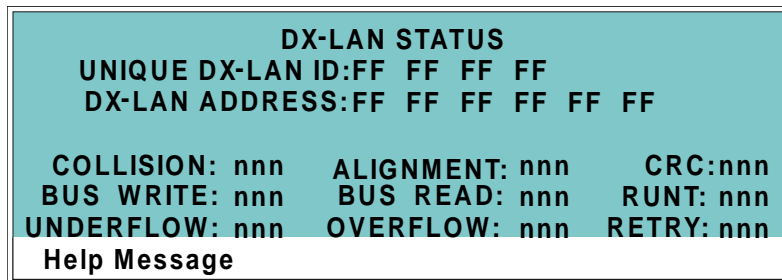 DX-LAN STATUS
UNIQUE DX-LAN ID:FF FF FF FF
DX-LAN ADDRESS:FF FF FF FF FF FF
COLLISION: nnn ALIGNMENT: nnn CRC:nnn
BUS WRITE: nnn BUS READ: nnn RUNT: nnn
UNDERFLOW: nnn OVERFLOW: nnn RETRY: nnn
Help Message